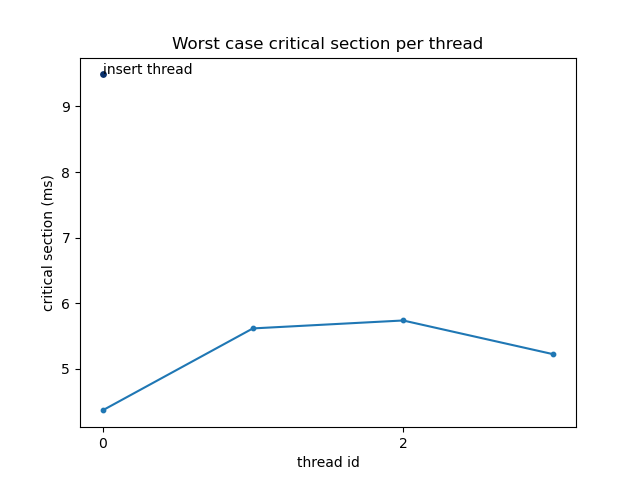 Worst case critical section per thread
insert thread
critical section (ms)
9
8
7
6
5
0
2
thread id